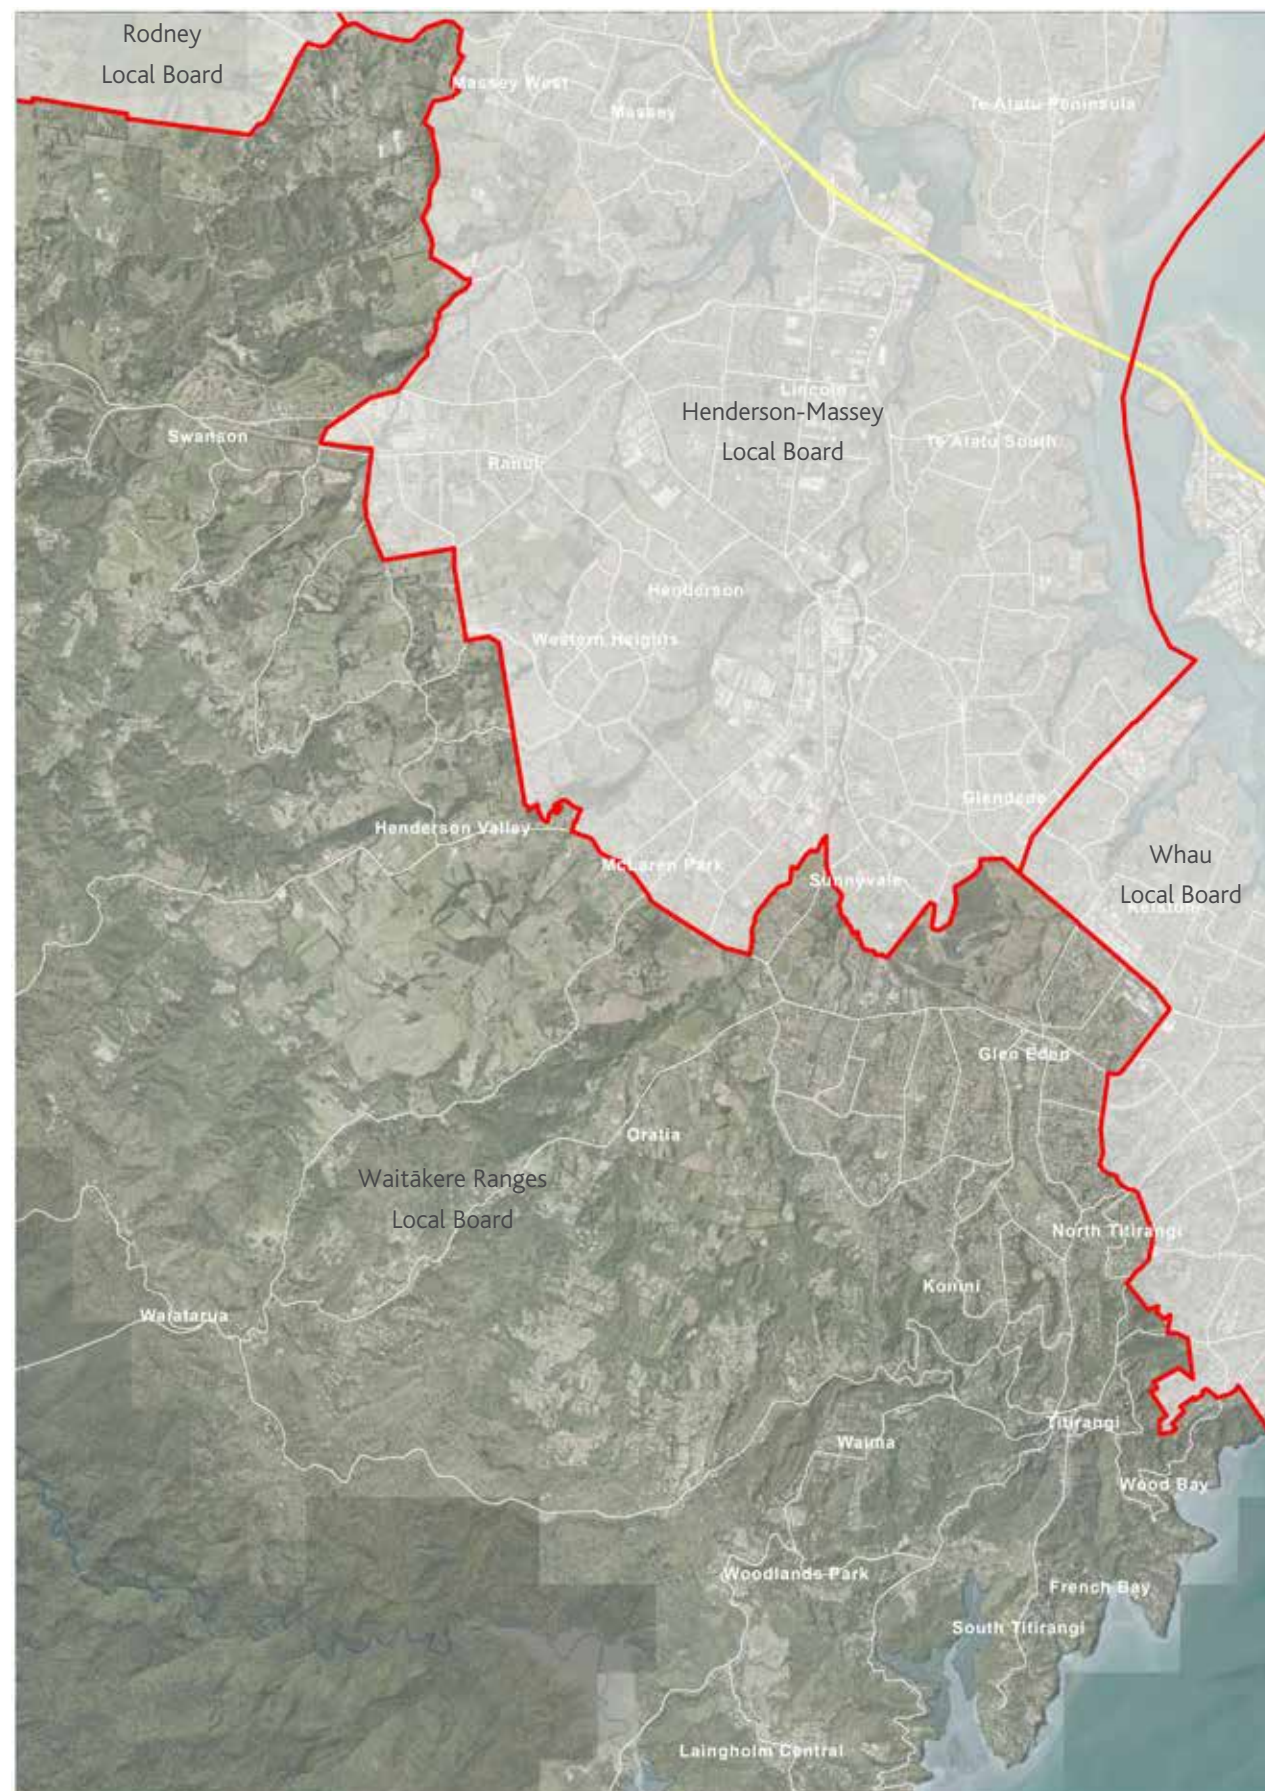 Rodney
Local Board
Massey West
Massey
Te Atatu Peninsula
Lincoln
Henderson-Massey
Local Board
Swanson
Te Atatu South
Ranui
Henderson
Western Heights
Glendene
Henderson Valley
McLaren Park
Sunnyvale
Whau
Local Board
Kelston
Glen Eden
Oratia
Waitākere Ranges
Local Board
North Titirangi
Konini
Waiatarua
Titirangi
Waima
Wood Bay
Woodlands Park
French Bay
South Titirangi
Laingholm Central